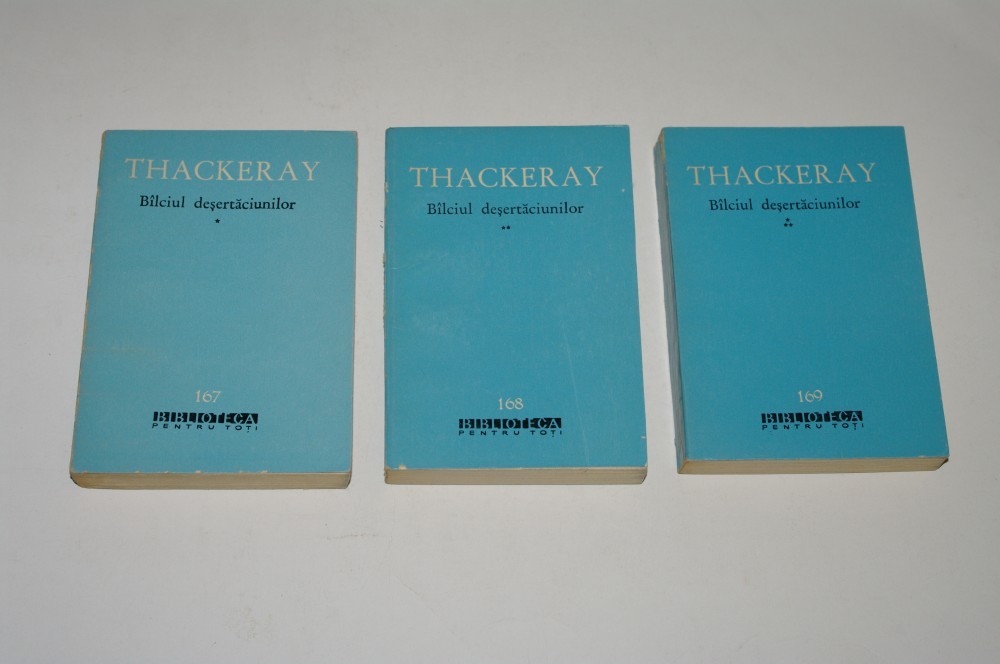 THACKERAY
Bîlciul deşertăciunilor
*
167
BIBLIOTECA
PENTRU TOŢI
THACKERAY
Bîlciul deşertăciunilor
**
168
BIBLIOTECA
PENTRU TOŢI
THACKERAY
Bîlciul deşertăciunilor
***
169
BIBLIOTECA
PENTRU TOŢI